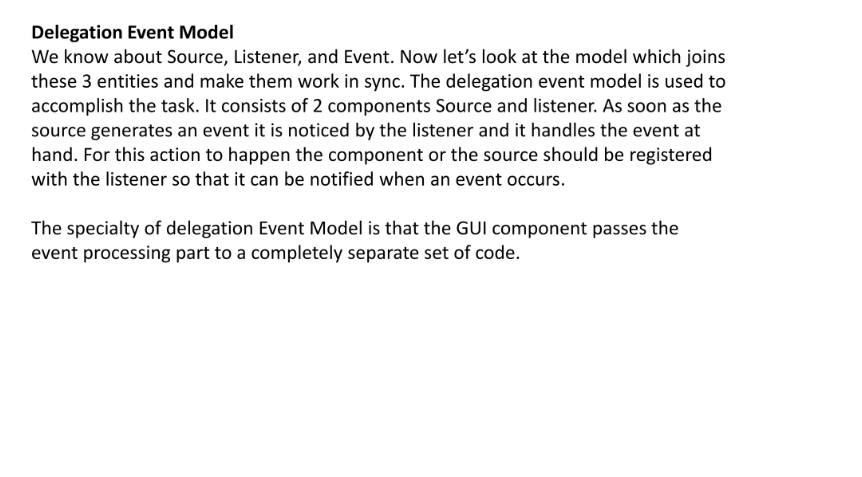 Delegation Event Model
We know about Source, Listener, and Event. Now let’s look at the model which joins
these 3 entities and make them work in sync. The delegation event model is used to
accomplish the task. It consists of 2 components Source and listener. As soon as the
source generates an event it is noticed by the listener and it handles the event at
hand. For this action to happen the component or the source should be registered
with the listener so that it can be notified when an event occurs.
The specialty of delegation Event Model is that the GUI component passes the
event processing part to a completely separate set of code.